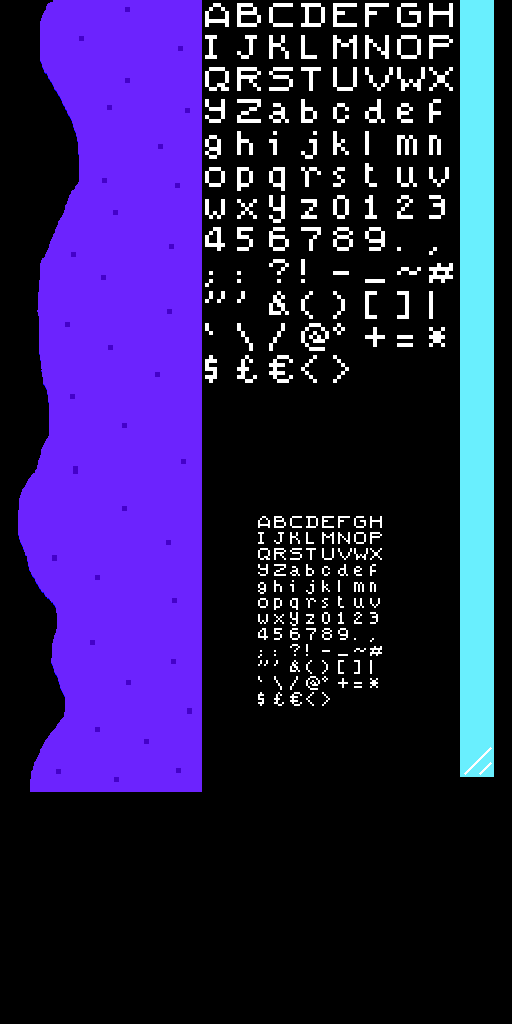 ABCDEFGH
IJKLMNOP
QRSTUVWX
YZabcdef
ghijklmn
opqrstuv
wxyz0123
456789.,
;:?!-_~#
"'&()[]|
`\/@°+=*
$£€<>
ABCDEFGH
IJKLMNOP
QRSTUVWX
YZabcdef
ghijklmn
opqrstuv
wxyz0123
456789.,
;:?!-_~#
"'&()[]|
`\/@°+=*
$£€<>